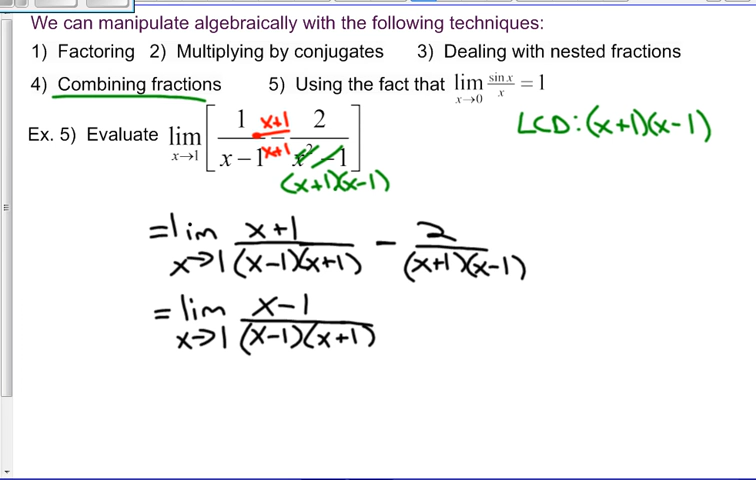 We can manipulate algebraically with the following techniques:
1) Factoring 2) Multiplying by conjugates 3) Dealing with nested fractions
4) Combining fractions 5) Using the fact that lim x→0 sin x / x = 1
Ex. 5) Evaluate lim x→1 [ 1 / (x − 1) · x+1 / x+1 − 2 / (x² − 1) ] LCD: (x+1)(x−1)
(x+1)(x−1)
= lim x→1 x+1 / (x−1)(x+1) − 2 / (x+1)(x−1)
= lim x→1 x−1 / (x−1)(x+1)